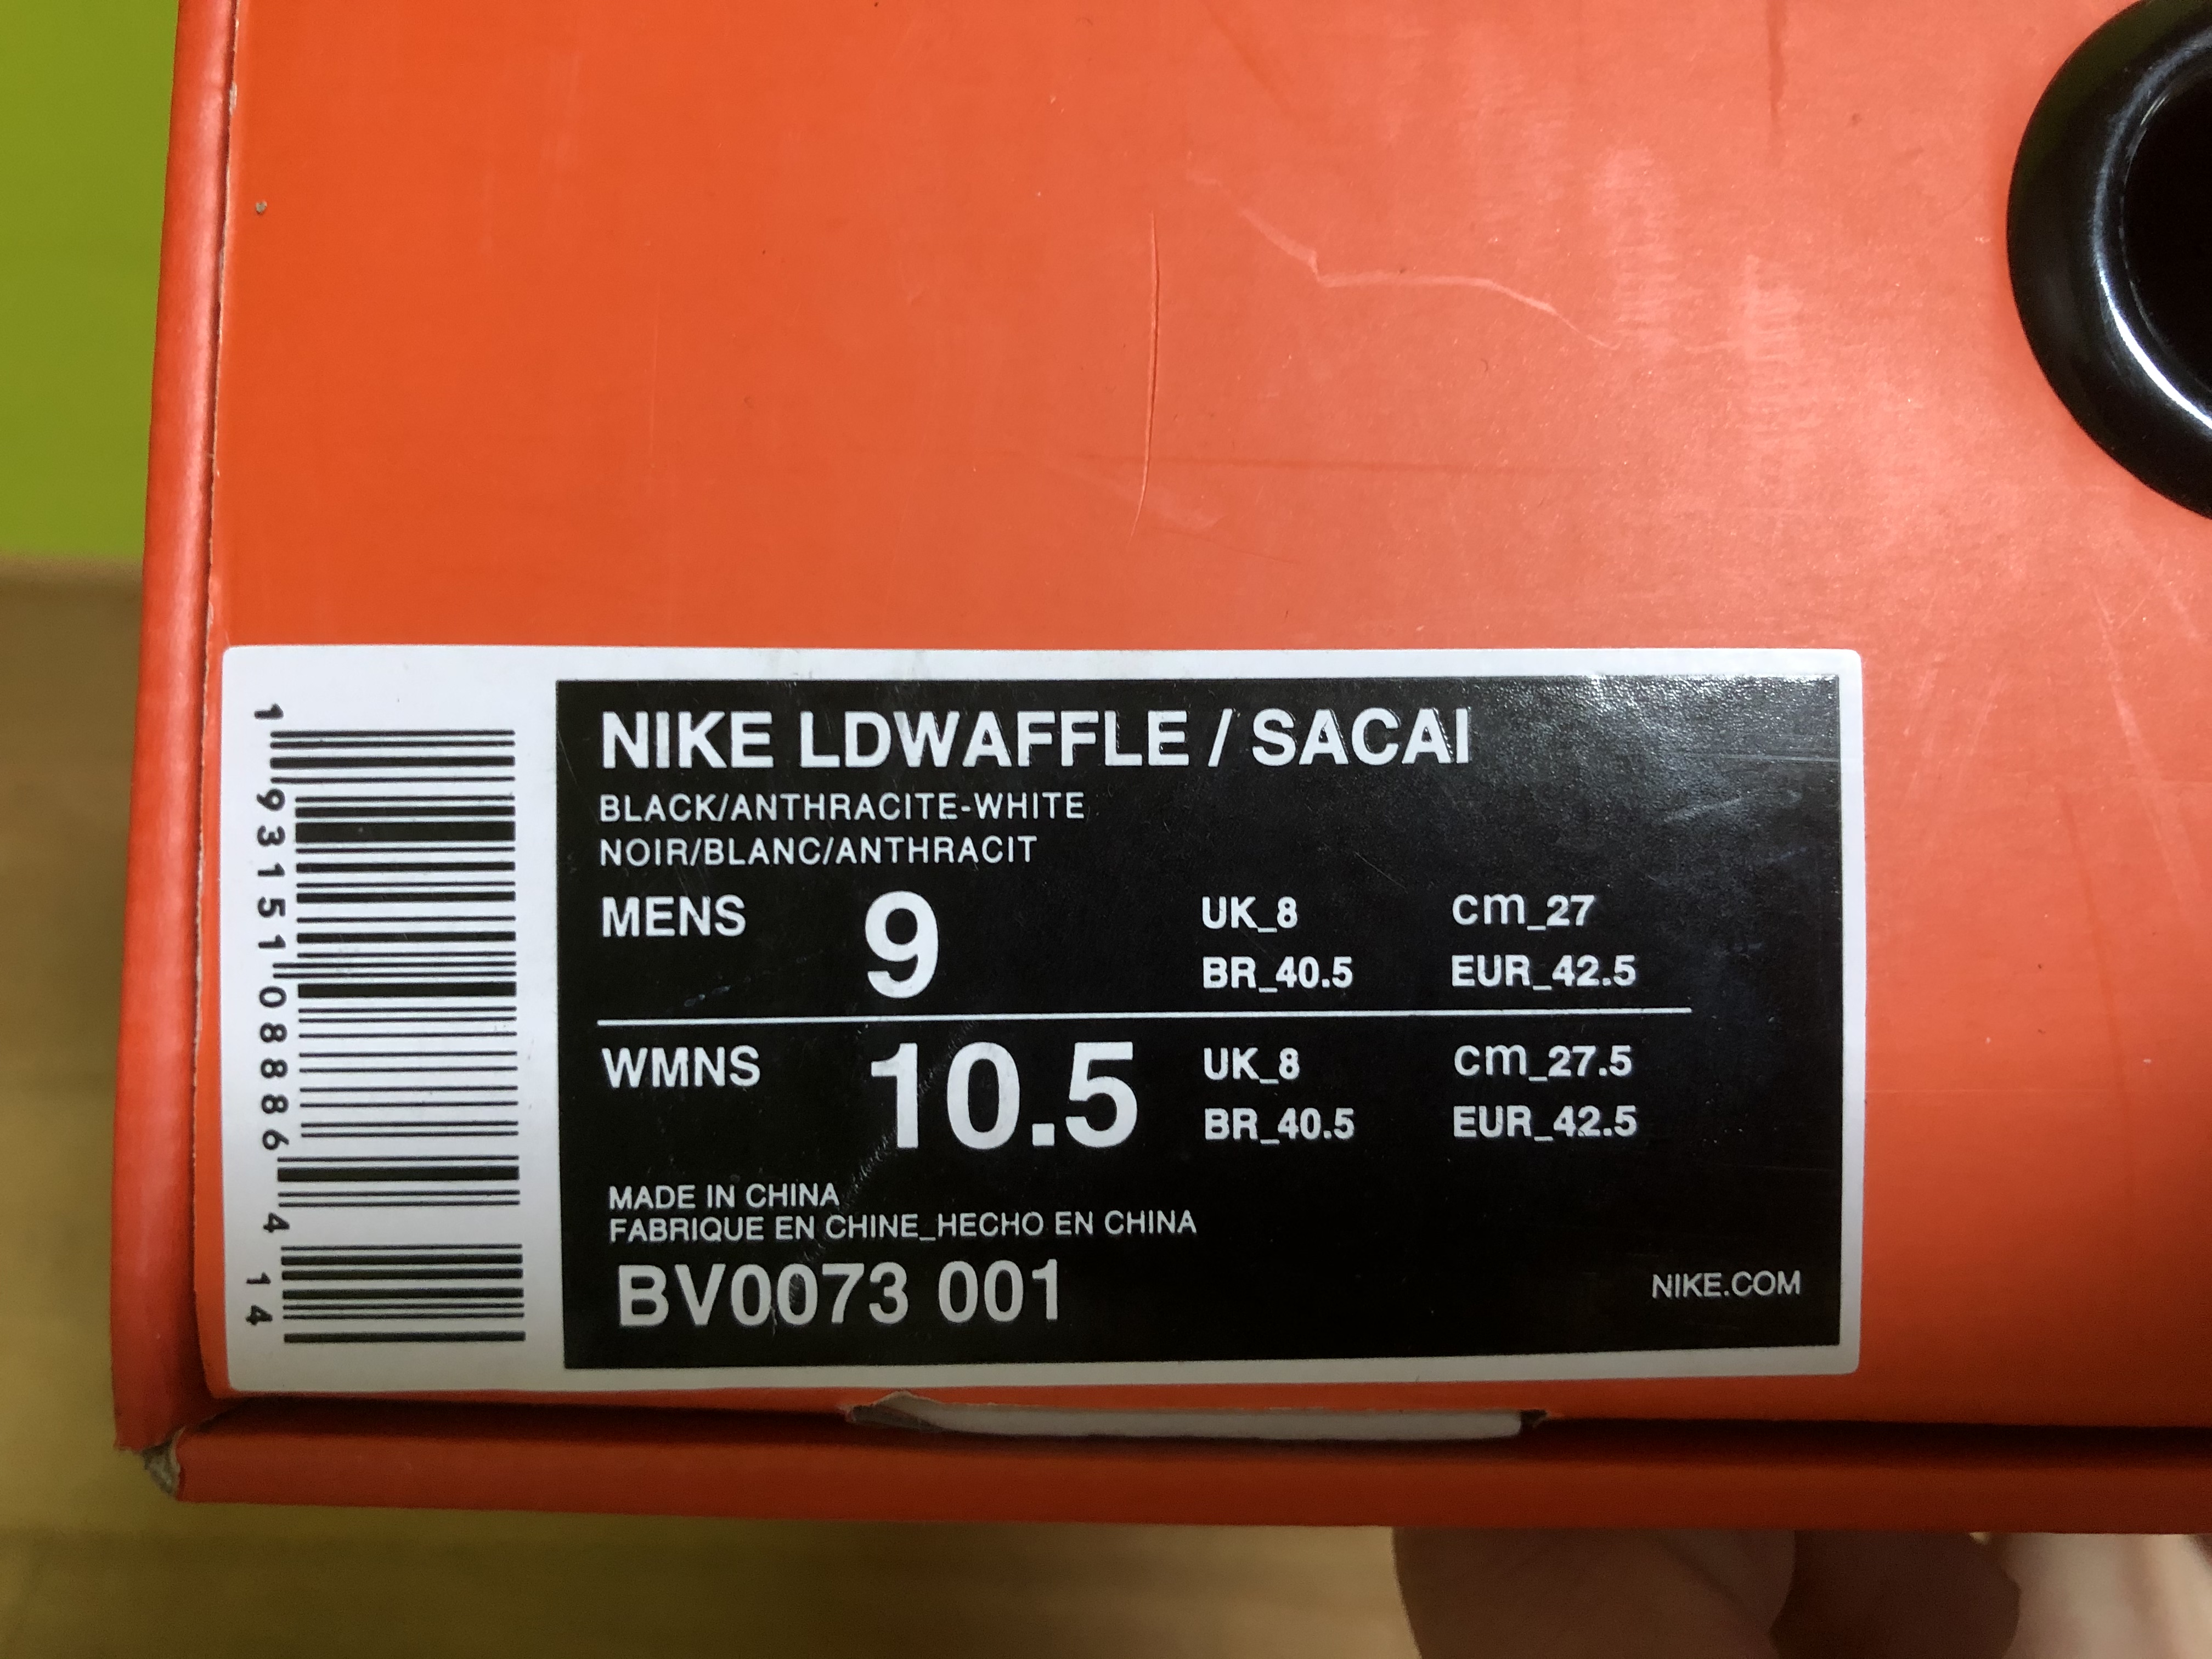 NIKE LDWAFFLE / SACAI
BLACK/ANTHRACITE-WHITE
NOIR/BLANC/ANTHRACIT
MENS 9 UK_8 cm_27
BR_40.5 EUR_42.5
WMNS 10.5 UK_8 cm_27.5
BR_40.5 EUR_42.5
MADE IN CHINA
FABRIQUE EN CHINE_HECHO EN CHINA
BV0073 001
NIKE.COM
1 93151 08886 4 14